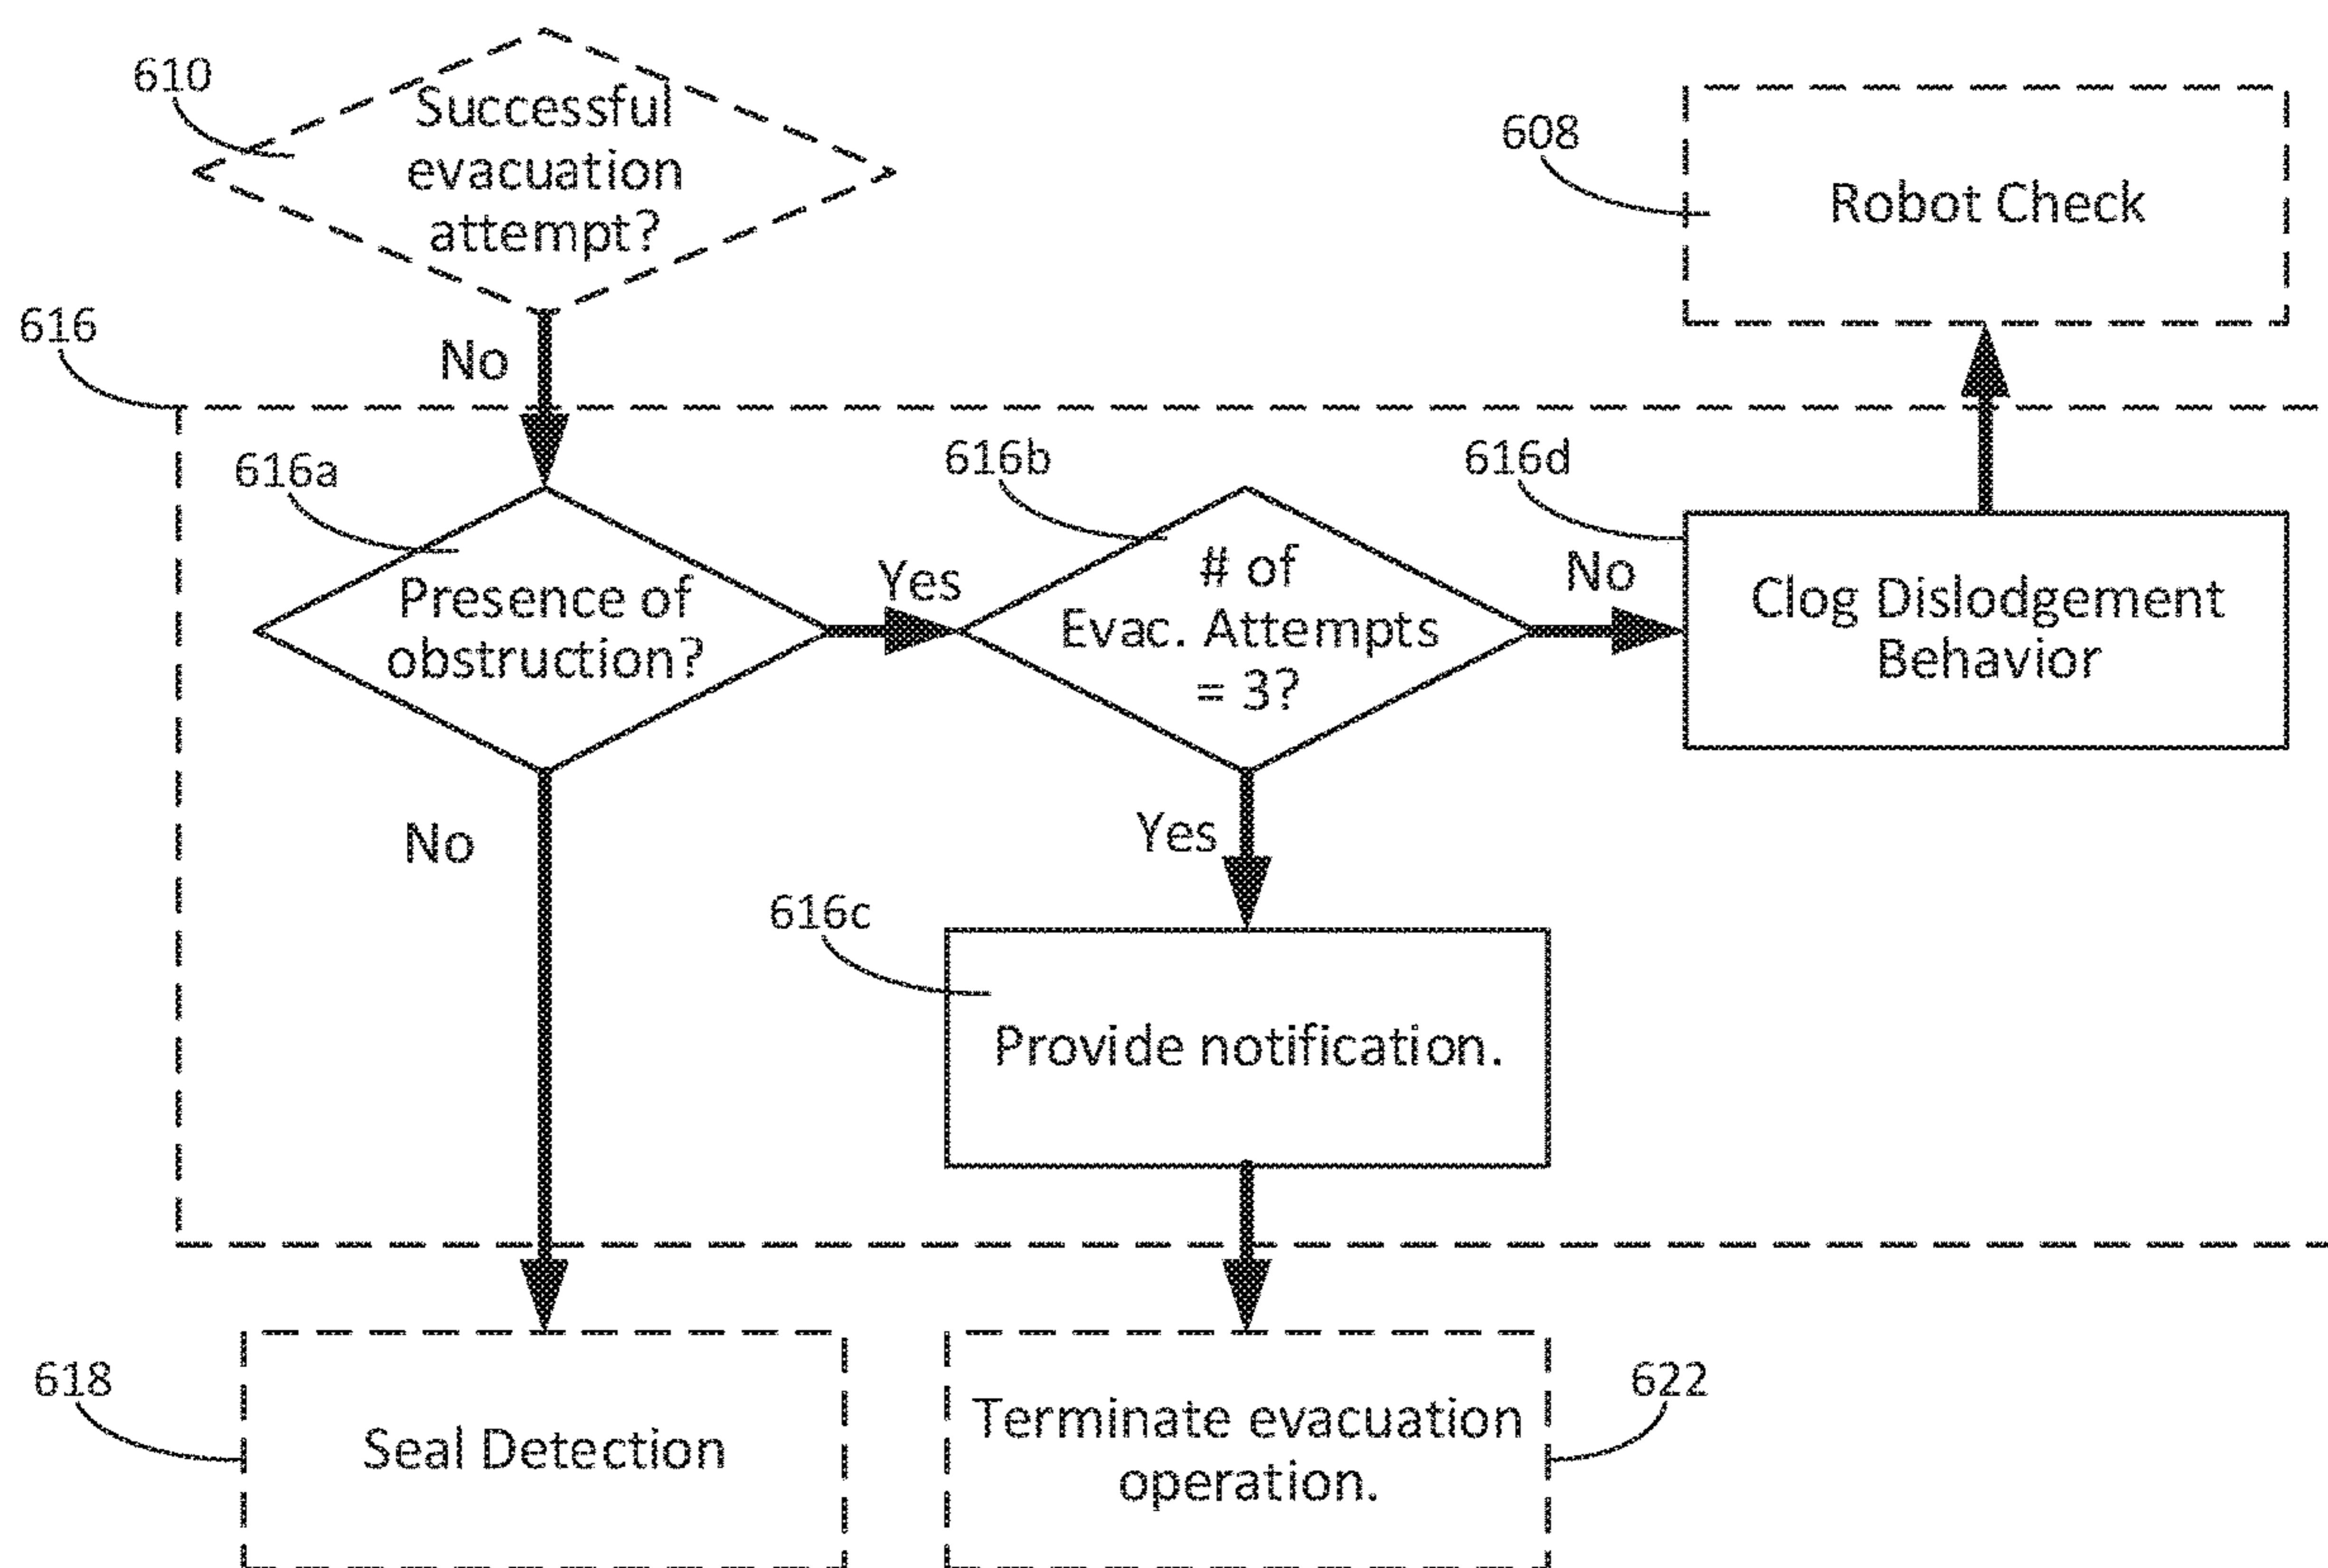 610
Successful
evacuation
attempt?
608
Robot Check
616
No
616a
Presence of
obstruction?
Yes
616b
# of
Evac. Attempts
= 3?
No
616d
Clog Dislodgement
Behavior
No
Yes
616c
Provide notification.
618
Seal Detection
Terminate evacuation
operation.
622